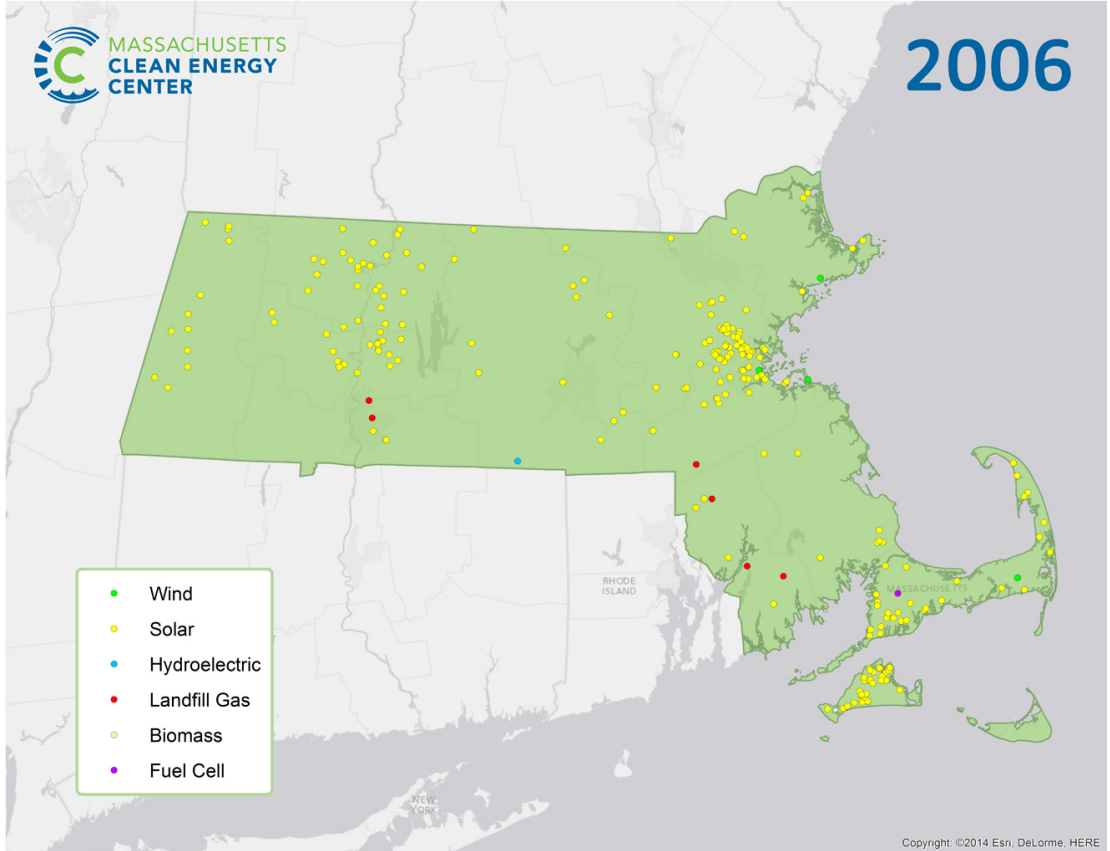 MASSACHUSETTS
CLEAN ENERGY
CENTER
2006
RHODE
ISLAND
MASSACHUSETTS
Wind
Solar
Hydroelectric
Landfill Gas
Biomass
Fuel Cell
NEW
YORK
Copyright: ©2014 Esri, DeLorme, HERE